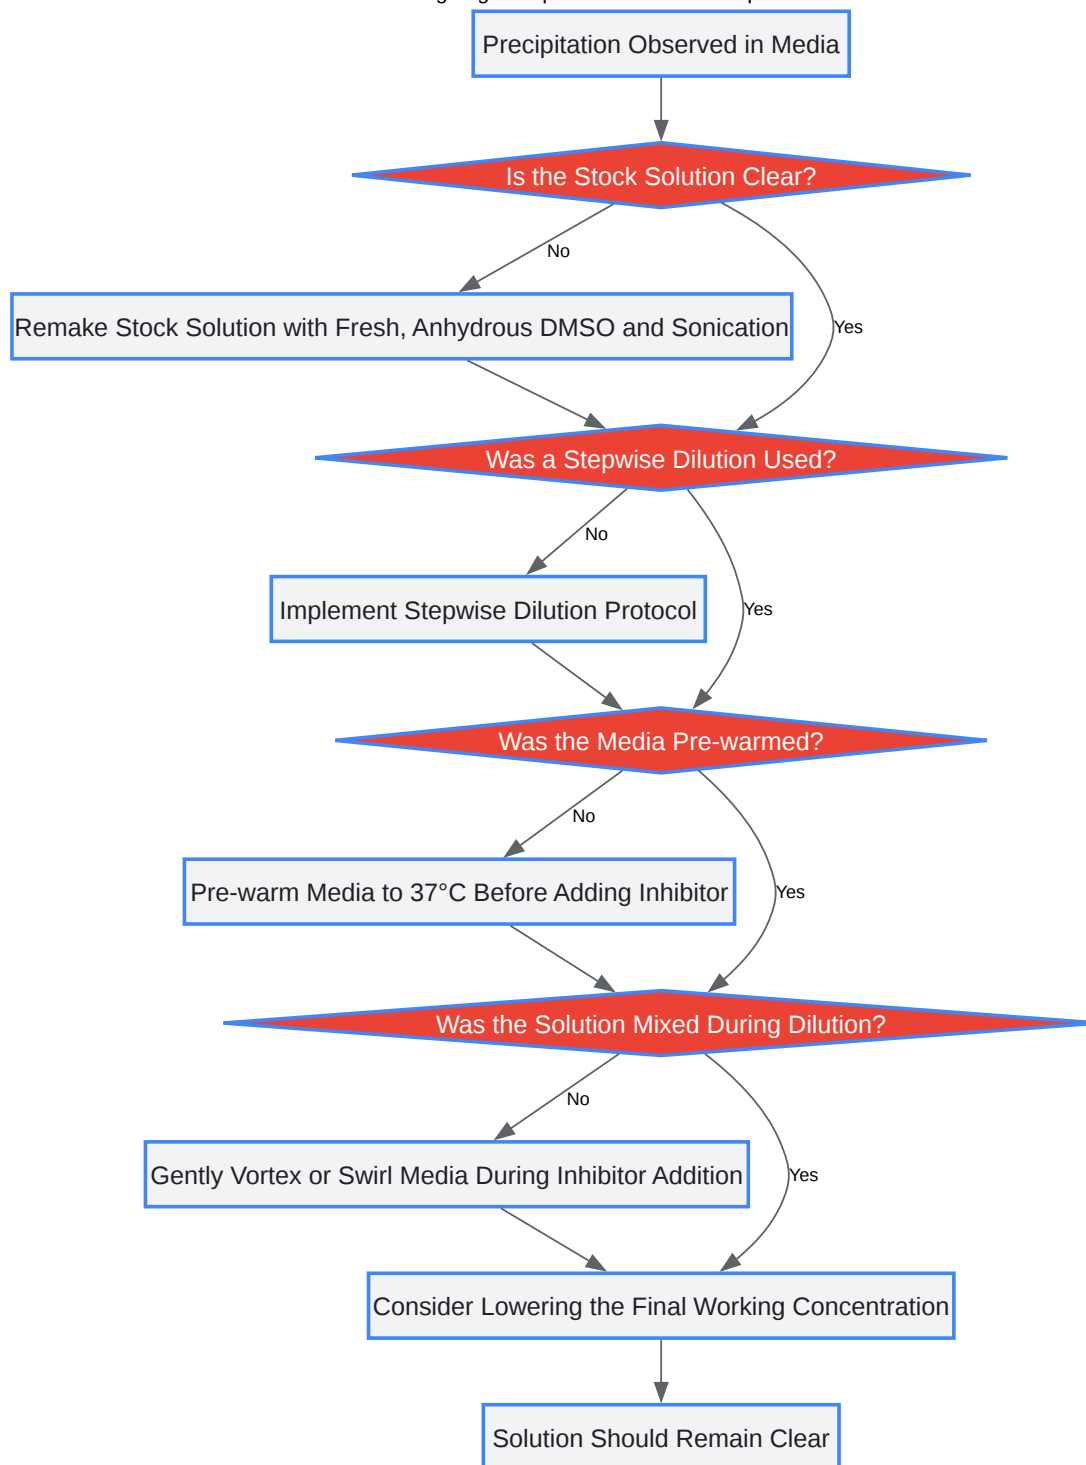 Precipitation Observed in Media
Is the Stock Solution Clear?
No
Remake Stock Solution with Fresh, Anhydrous DMSO and Sonication
Yes
Was a Stepwise Dilution Used?
No
Implement Stepwise Dilution Protocol
Yes
Was the Media Pre-warmed?
No
Pre-warm Media to 37°C Before Adding Inhibitor
Yes
Was the Solution Mixed During Dilution?
No
Gently Vortex or Swirl Media During Inhibitor Addition
Yes
Consider Lowering the Final Working Concentration
Solution Should Remain Clear